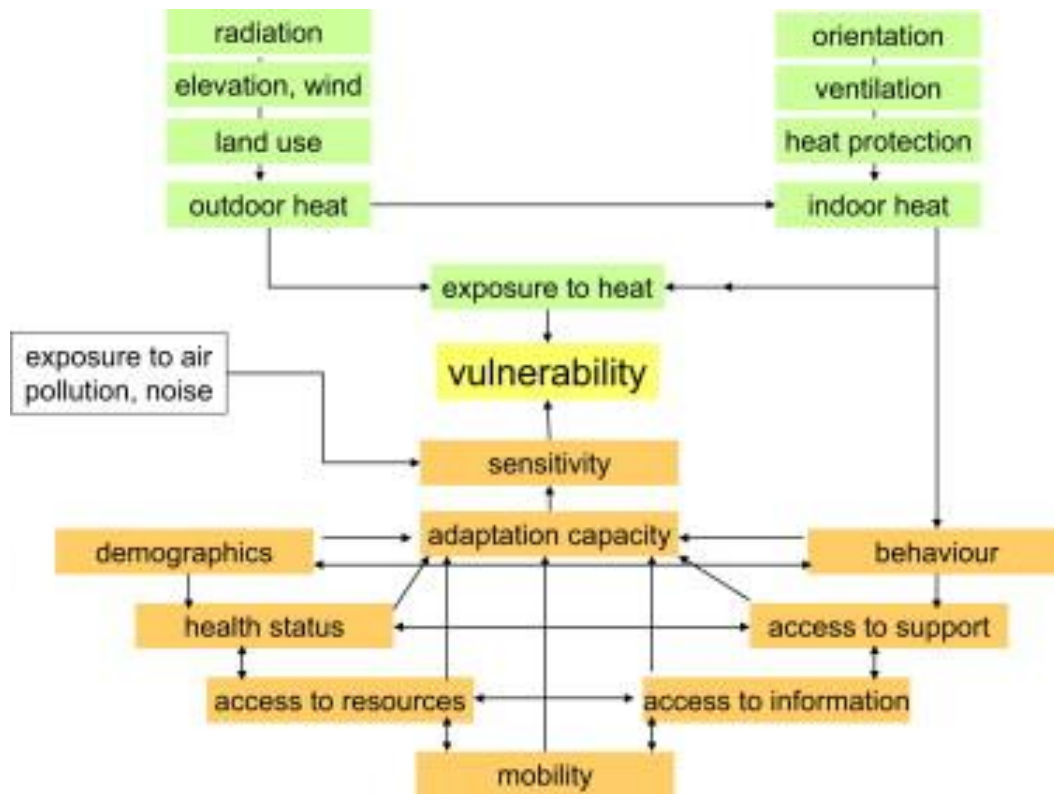 radiation
orientation
elevation, wind
ventilation
land use
heat protection
outdoor heat
indoor heat
exposure to heat
exposure to air
pollution, noise
vulnerability
sensitivity
adaptation capacity
demographics
behaviour
health status
access to support
access to resources
access to information
mobility